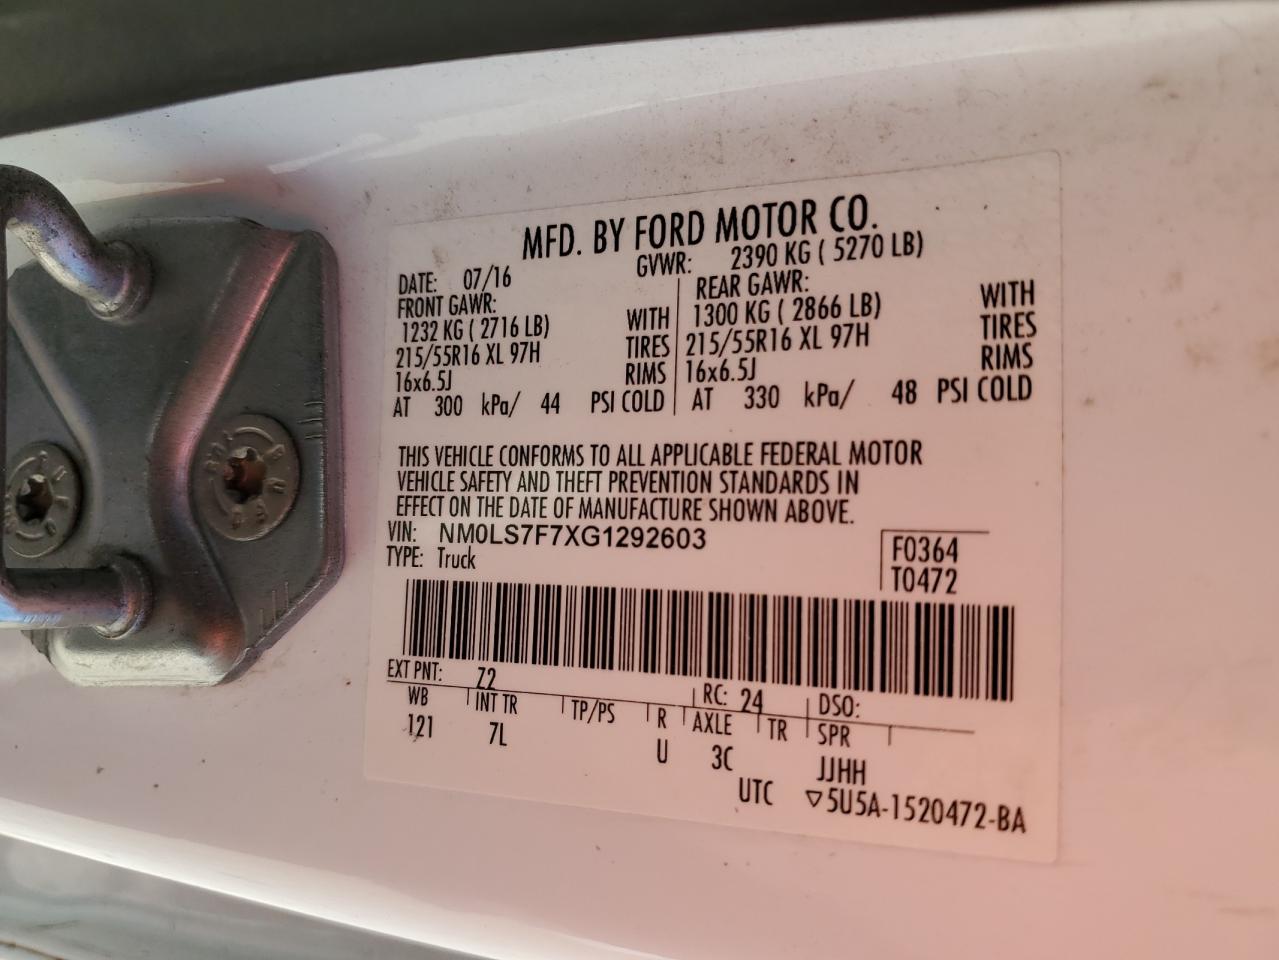 MFD. BY FORD MOTOR CO.
DATE: 07/16 GVWR: 2390 KG ( 5270 LB)
FRONT GAWR: REAR GAWR:
1232 KG ( 2716 LB) WITH 1300 KG ( 2866 LB) WITH
215/55R16 XL 97H TIRES 215/55R16 XL 97H TIRES
16x6.5J RIMS 16x6.5J RIMS
AT 300 kPa/ 44 PSI COLD AT 330 kPa/ 48 PSI COLD
THIS VEHICLE CONFORMS TO ALL APPLICABLE FEDERAL MOTOR
VEHICLE SAFETY AND THEFT PREVENTION STANDARDS IN
EFFECT ON THE DATE OF MANUFACTURE SHOWN ABOVE.
VIN: NM0LS7F7XG1292603 F0364
TYPE: Truck T0472
EXT PNT: Z2 RC: 24 DSO:
WB INT TR TP/PS R AXLE TR SPR
121 7L U 3C JJHH
UTC ▽5U5A-1520472-BA